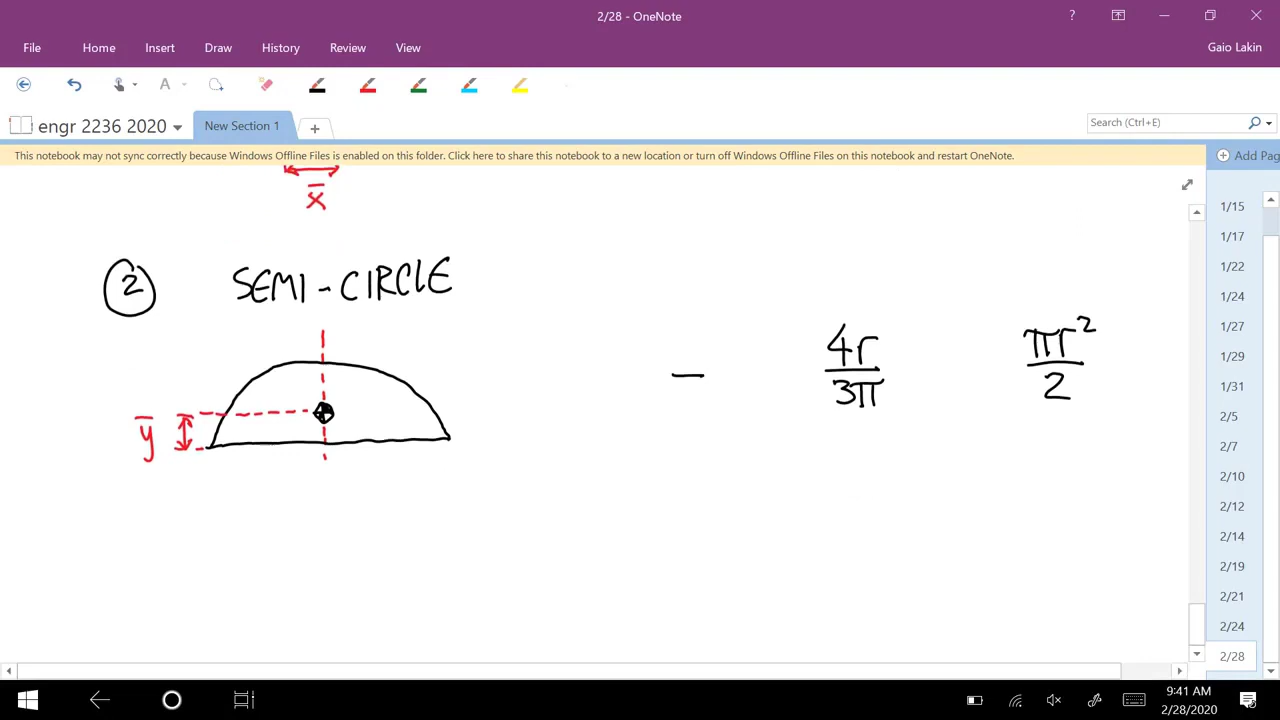 2/28 - OneNote
?
File Home Insert Draw History Review View
Gaio Lakin
A
engr 2236 2020
New Section 1
+
Search (Ctrl+E)
This notebook may not sync correctly because Windows Offline Files is enabled on this folder. Click here to share this notebook to a new location or turn off Windows Offline Files on this notebook and restart OneNote.
Add Pag
x̄
② SEMI-CIRCLE
ȳ
— 4r/3π πr²/2
1/15
1/17
1/22
1/24
1/27
1/29
1/31
2/5
2/7
2/10
2/12
2/14
2/19
2/21
2/24
2/28
9:41 AM
2/28/2020